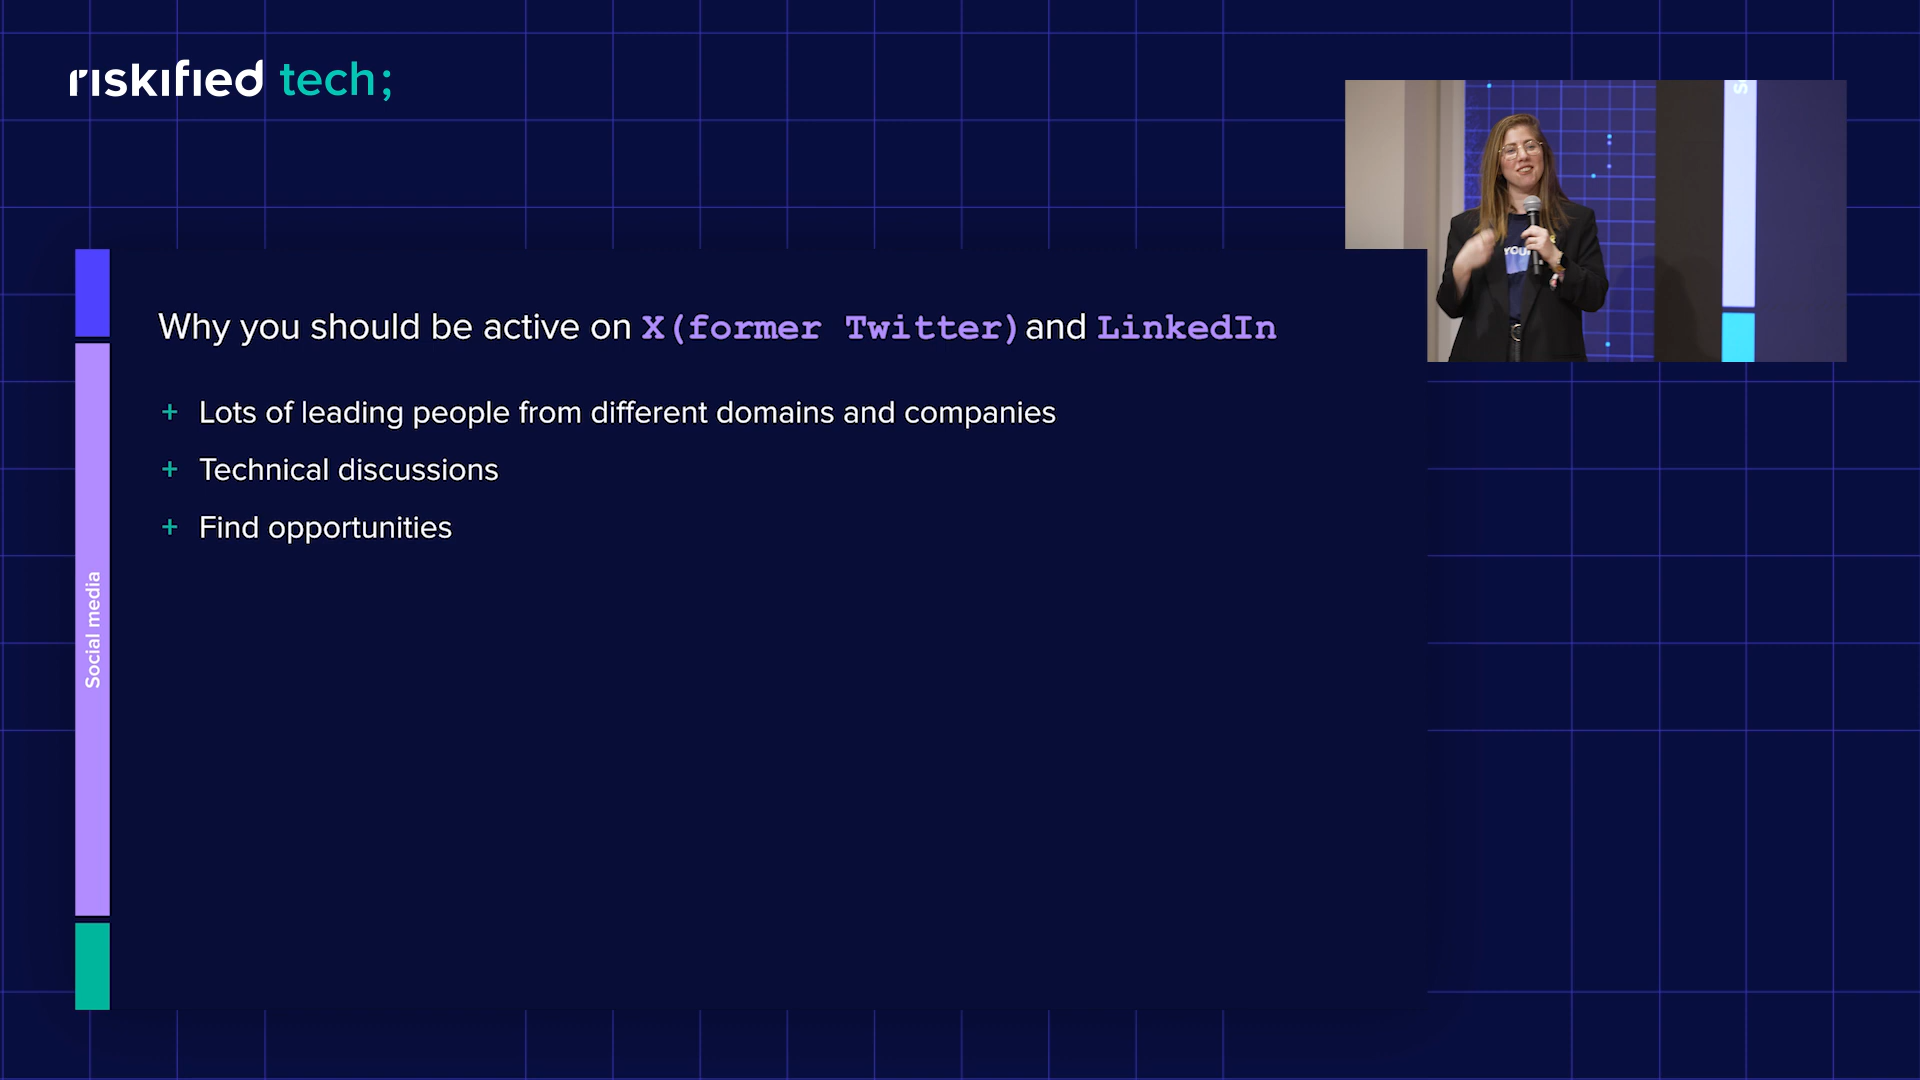 riskified tech;
Why you should be active on X(former Twitter) and LinkedIn
+ Lots of leading people from different domains and companies
+ Technical discussions
+ Find opportunities
Social media
YOU